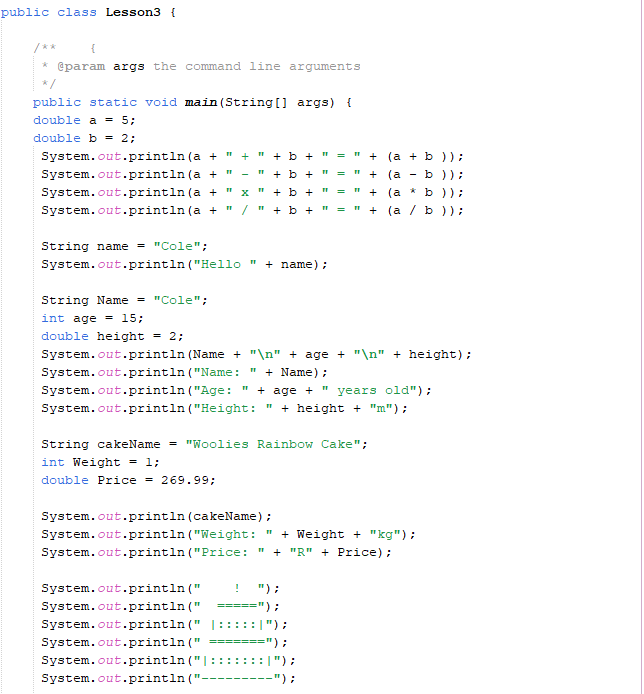 public class Lesson3 {
/**    {
* @param args the command line arguments
*/
public static void main(String[] args) {
double a = 5;
double b = 2;
System.out.println(a + " + " + b + " = " + (a + b ));
System.out.println(a + " - " + b + " = " + (a - b ));
System.out.println(a + " x " + b + " = " + (a * b ));
System.out.println(a + " / " + b + " = " + (a / b ));
String name = "Cole";
System.out.println("Hello " + name);
String Name = "Cole";
int age = 15;
double height = 2;
System.out.println(Name + "\n" + age + "\n" + height);
System.out.println("Name: " + Name);
System.out.println("Age: " + age + " years old");
System.out.println("Height: " + height + "m");
String cakeName = "Woolies Rainbow Cake";
int Weight = 1;
double Price = 269.99;
System.out.println(cakeName);
System.out.println("Weight: " + Weight + "kg");
System.out.println("Price: " + "R" + Price);
System.out.println("    !  ");
System.out.println("  =====");
System.out.println(" |:::::|");
System.out.println(" =======");
System.out.println("|:::::::|");
System.out.println("---------");